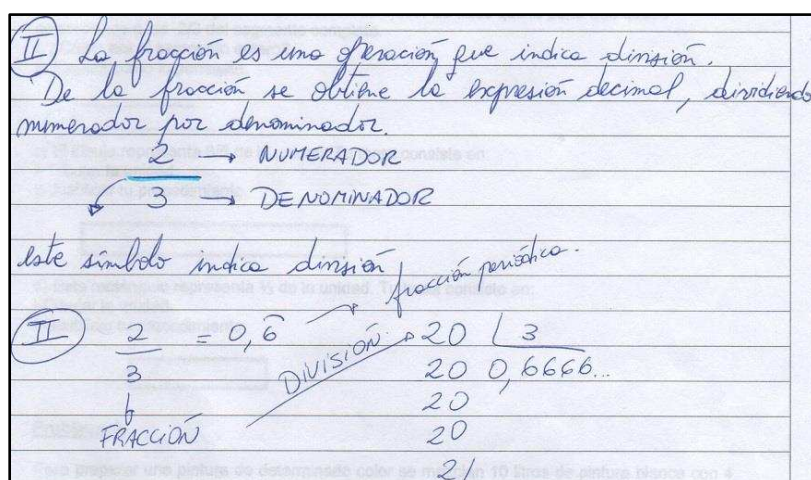 II) La fracción es una operación, que indica división.
De la fracción se obtiene la expresión decimal, dividiendo
numerador por denominador.
2 → NUMERADOR
3 → DENOMINADOR
este símbolo indica división
fracción periódica.
II) 2/3 = 0,6̂ DIVISIÓN 20 | 3
20 0,6666...
20
FRACCIÓN 20
2/